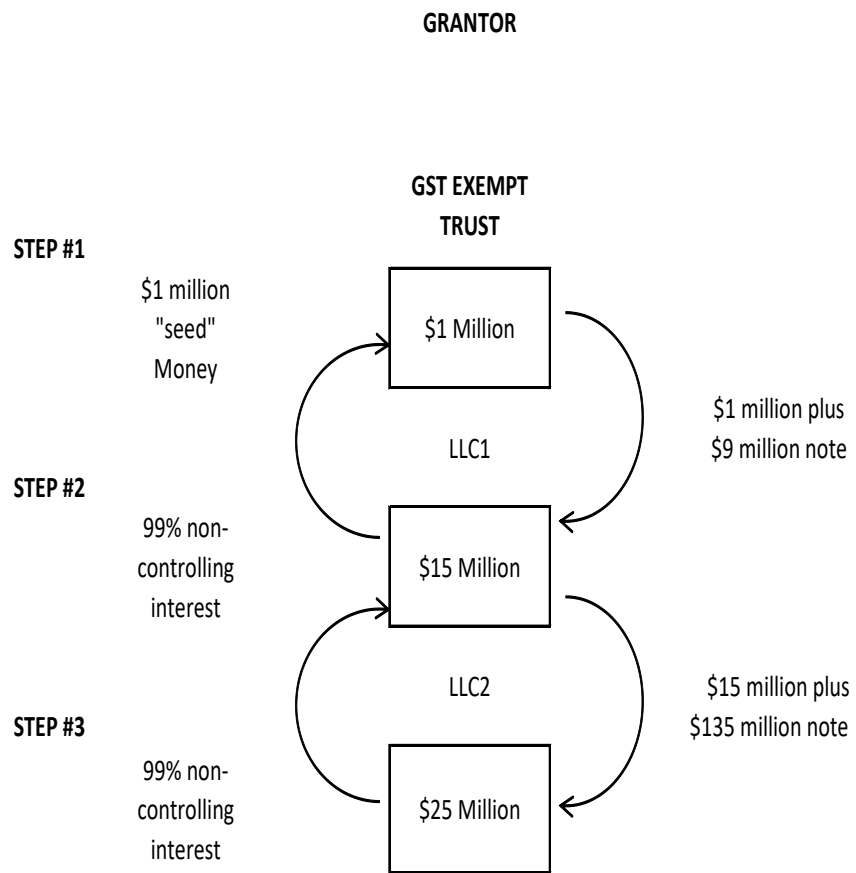 GRANTOR
GST EXEMPT
TRUST
STEP #1
$1 million
"seed"
Money
$1 Million
$1 million plus
$9 million note
LLC1
STEP #2
99% non-
controlling
interest
$15 Million
LLC2
$15 million plus
$135 million note
STEP #3
99% non-
controlling
interest
$25 Million